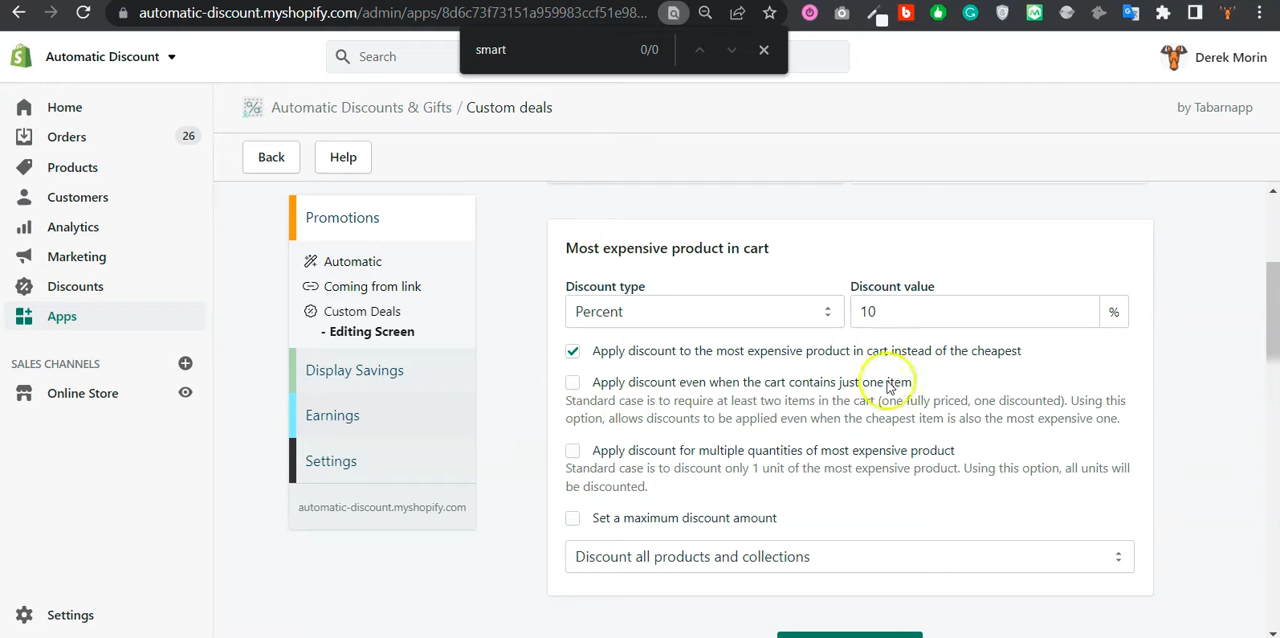 automatic-discount.myshopify.com/admin/apps/8d6c73f73151a959983ccf51e98...
smart 0/0
Automatic Discount
Search
Derek Morin
Home
Orders 26
Products
Customers
Analytics
Marketing
Discounts
Apps
SALES CHANNELS
Online Store
Settings
Automatic Discounts & Gifts / Custom deals
by Tabarnapp
Back Help
Promotions
Automatic
Coming from link
Custom Deals
- Editing Screen
Display Savings
Earnings
Settings
automatic-discount.myshopify.com
Most expensive product in cart
Discount type Discount value
Percent 10 %
Apply discount to the most expensive product in cart instead of the cheapest
Apply discount even when the cart contains just one item
Standard case is to require at least two items in the cart (one fully priced, one discounted). Using this
option, allows discounts to be applied even when the cheapest item is also the most expensive one.
Apply discount for multiple quantities of most expensive product
Standard case is to discount only 1 unit of the most expensive product. Using this option, all units will
be discounted.
Set a maximum discount amount
Discount all products and collections